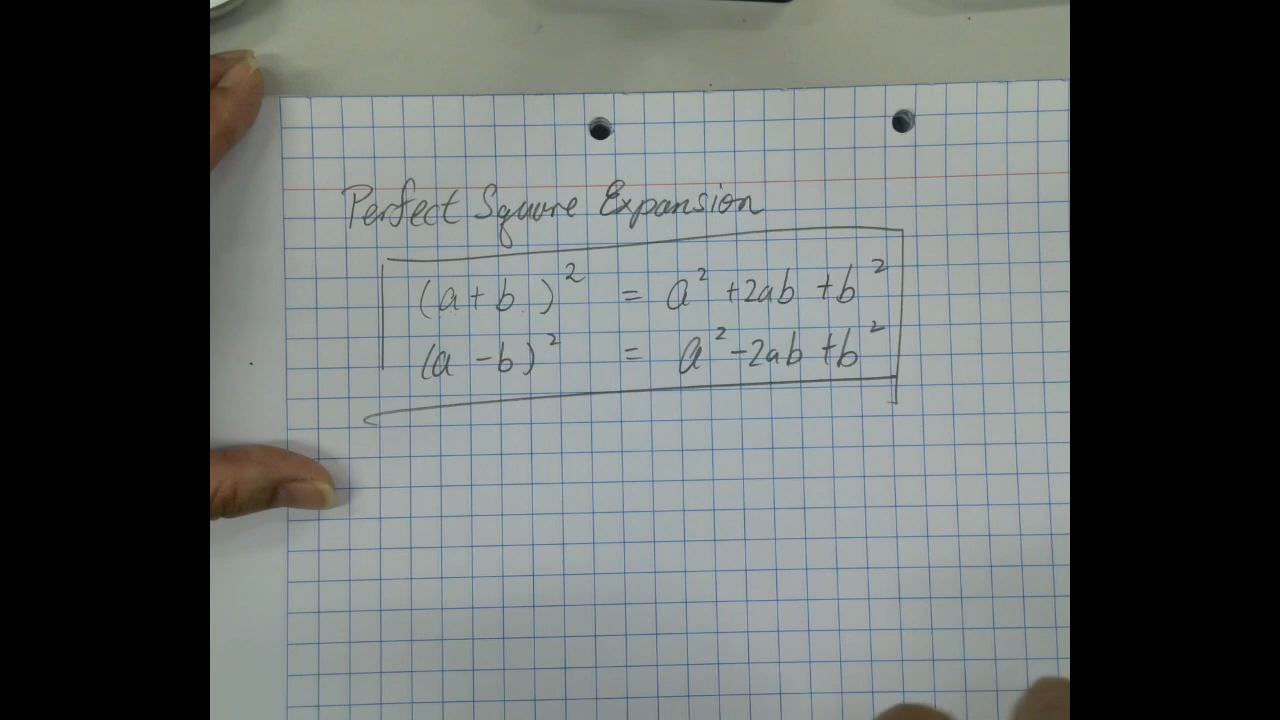 Perfect Square Expansion
(a+b)² = a² +2ab +b²
(a -b)² = a² -2ab +b²